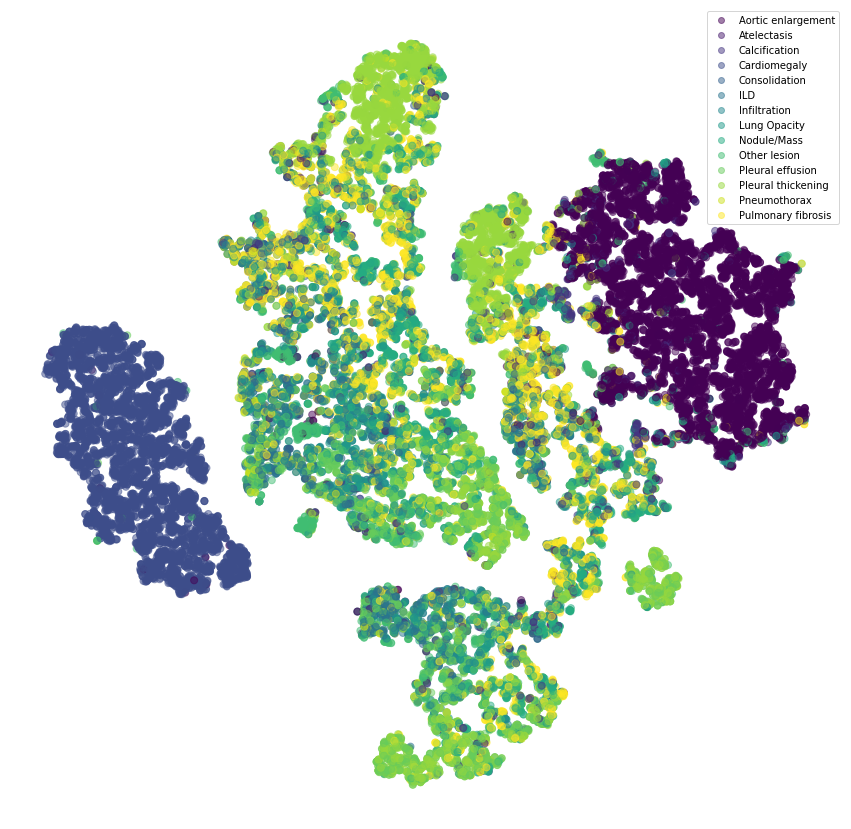 Aortic enlargement
Atelectasis
Calcification
Cardiomegaly
Consolidation
ILD
Infiltration
Lung Opacity
Nodule/Mass
Other lesion
Pleural effusion
Pleural thickening
Pneumothorax
Pulmonary fibrosis